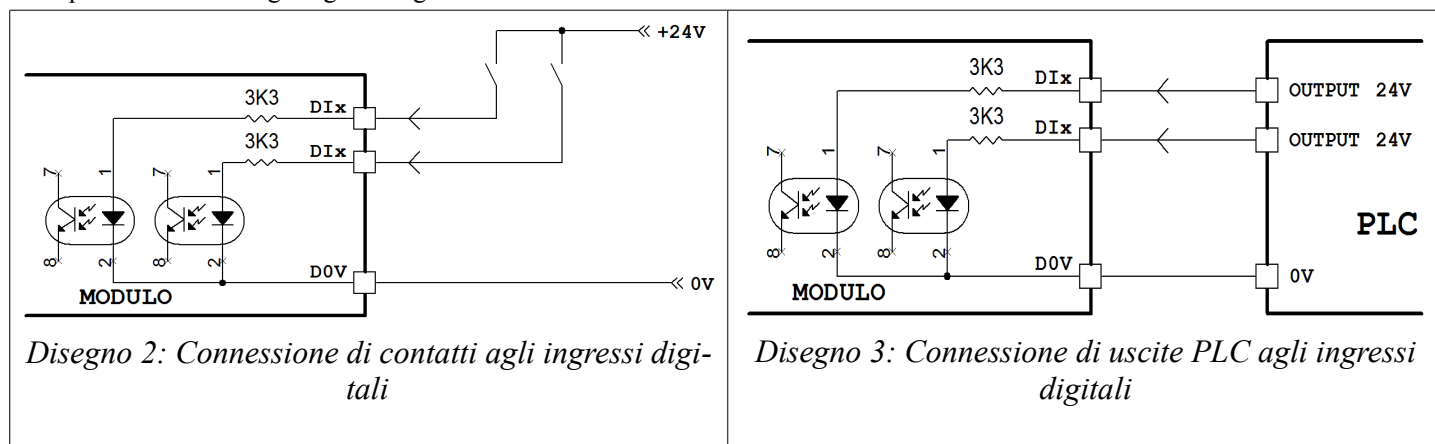 +24V
3K3
DIx
3K3
DIx
7
1
7
1
8
2
8
2
D0V
0V
MODULO
Disegno 2: Connessione di contatti agli ingressi digi-
tali
3K3
DIx
OUTPUT 24V
3K3
DIx
OUTPUT 24V
7
1
7
1
PLC
8
2
8
2
D0V
0V
MODULO
Disegno 3: Connessione di uscite PLC agli ingressi
digitali